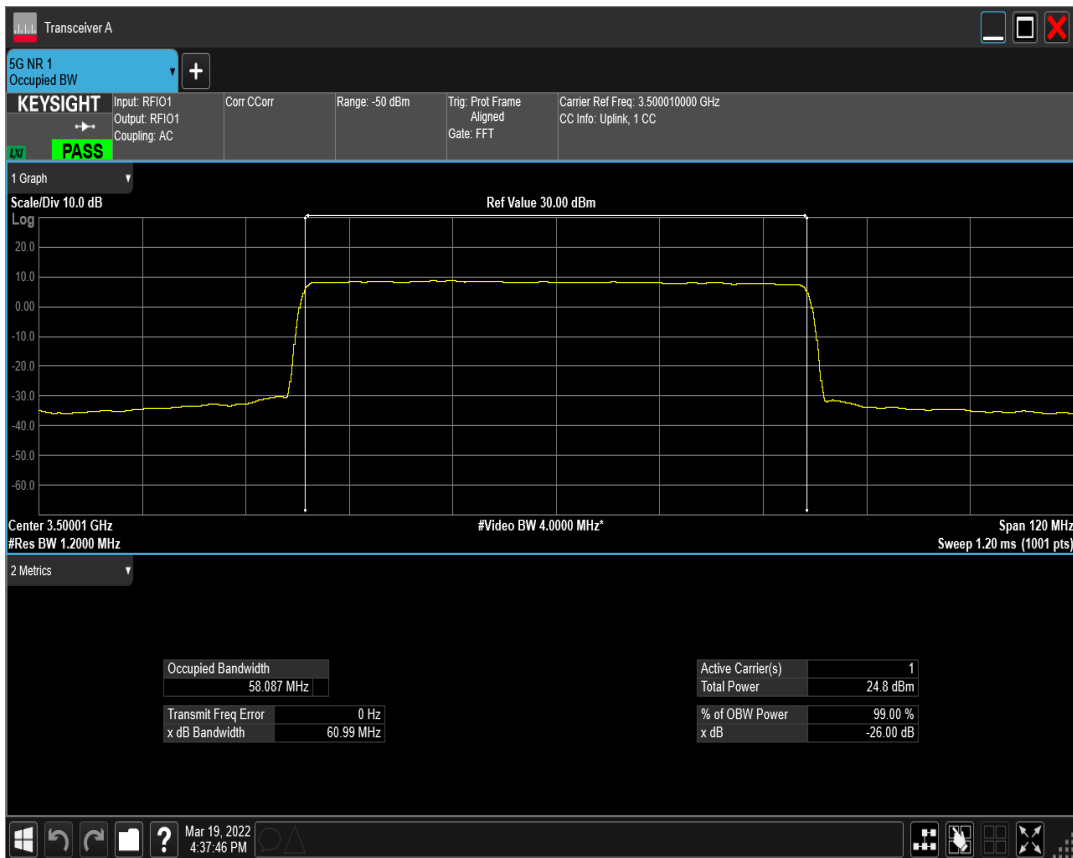 Transceiver A
5G NR 1
Occupied BW
+
KEYSIGHT
LXI
PASS
Input: RFIO1
Output: RFIO1
Coupling: AC
Corr CCorr
Range: -50 dBm
Trig: Prot Frame
Aligned
Gate: FFT
Carrier Ref Freq: 3.500010000 GHz
CC Info: Uplink, 1 CC
1 Graph
Scale/Div 10.0 dB
Ref Value 30.00 dBm
Log
20.0
10.0
0.00
-10.0
-20.0
-30.0
-40.0
-50.0
-60.0
Center 3.50001 GHz
#Video BW 4.0000 MHz*
Span 120 MHz
#Res BW 1.2000 MHz
Sweep 1.20 ms (1001 pts)
2 Metrics
Occupied Bandwidth
58.087 MHz
Transmit Freq Error 0 Hz
x dB Bandwidth 60.99 MHz
Active Carrier(s) 1
Total Power 24.8 dBm
% of OBW Power 99.00 %
x dB -26.00 dB
?
Mar 19, 2022
4:37:46 PM